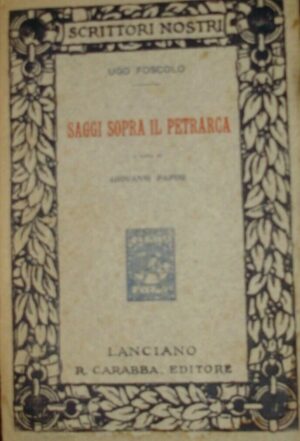 SCRITTORI NOSTRI
UGO FOSCOLO
SAGGI SOPRA IL PETRARCA
A CURA DI
GIOVANNI PAPINI
LANCIANO
R. CARABBA, EDITORE